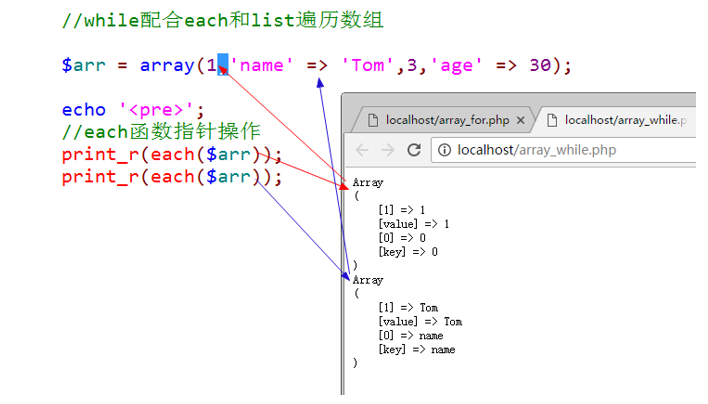 //while配合each和list遍历数组
$arr = array(1,'name' => 'Tom',3,'age' => 30);
echo '<pre>';
//each函数指针操作
print_r(each($arr));
print_r(each($arr));
localhost/array_for.php
localhost/array_while.p
localhost/array_while.php
Array
(
[1] => 1
[value] => 1
[0] => 0
[key] => 0
)
Array
(
[1] => Tom
[value] => Tom
[0] => name
[key] => name
)